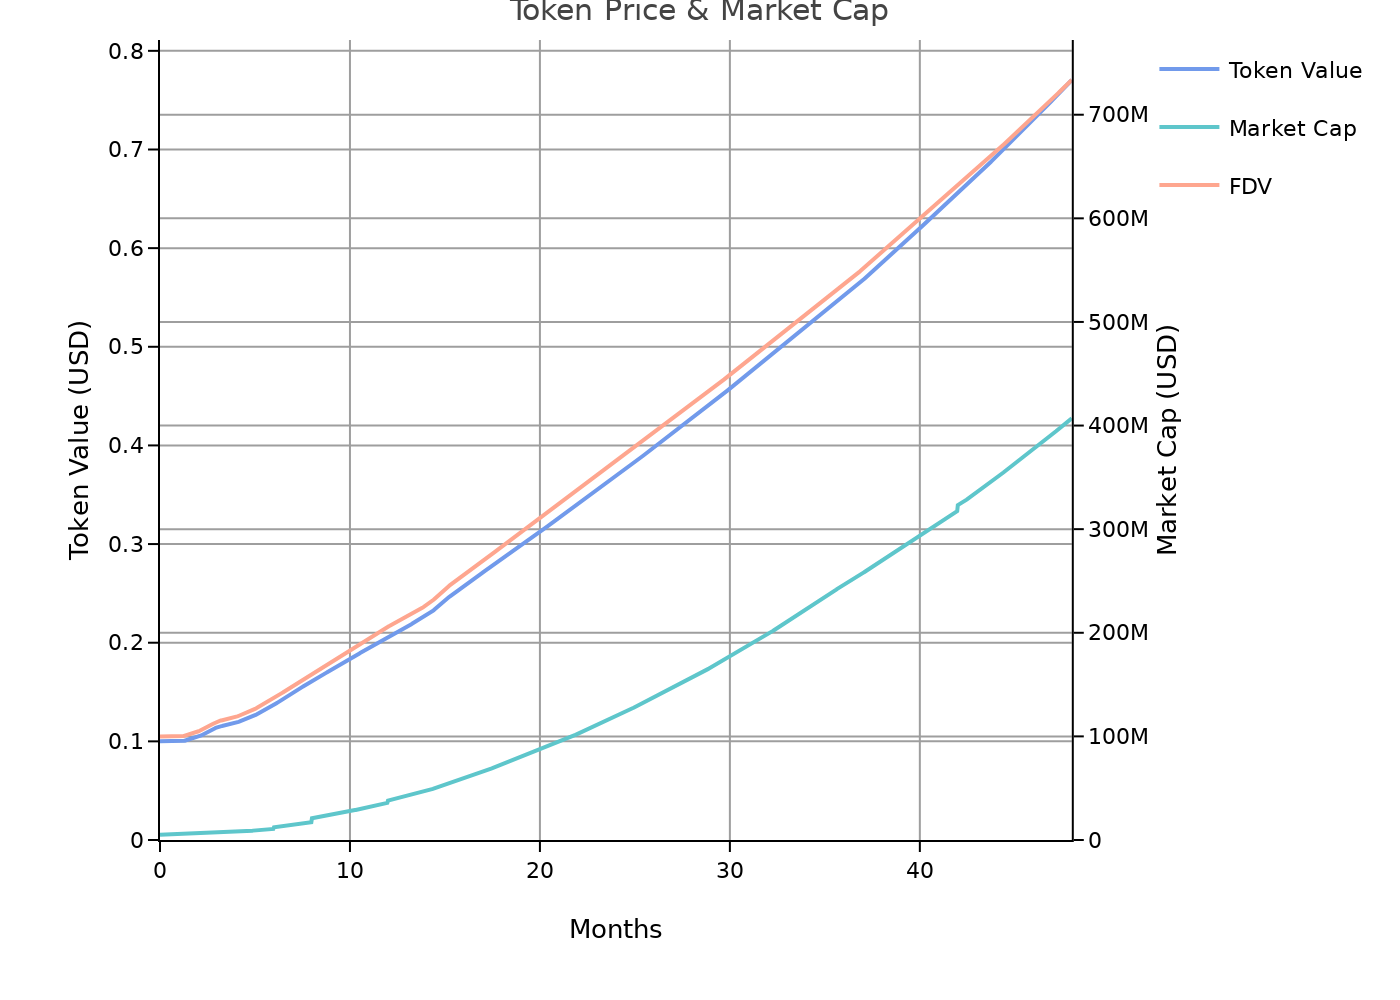 Token Price & Market Cap
Token Value
Market Cap
FDV
0.8
0.7
0.6
0.5
0.4
0.3
0.2
0.1
0
Token Value (USD)
700M
600M
500M
400M
300M
200M
100M
0
Market Cap (USD)
0 10 20 30 40
Months